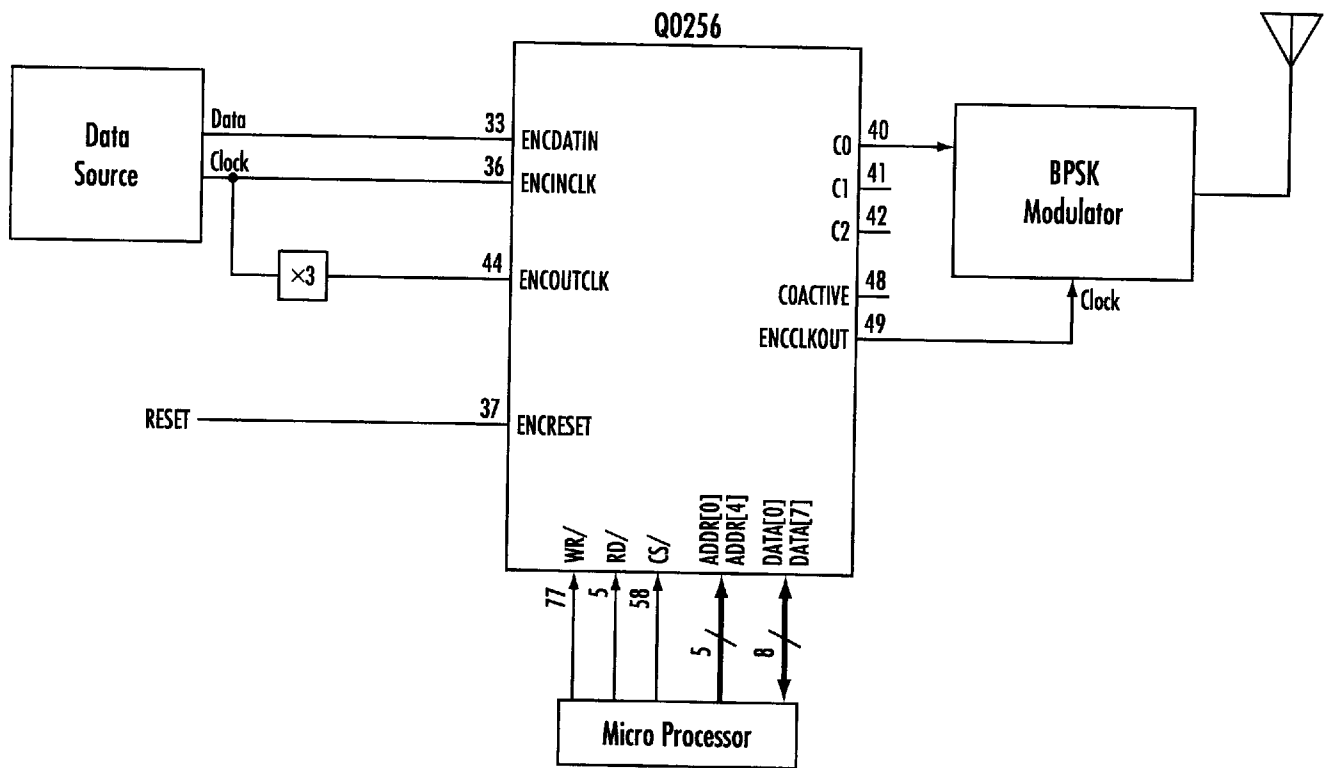 Q0256
Data
Source
Data
Clock
×3
33
36
44
37
RESET
ENCDATIN
ENCINCLK
ENCOUTCLK
ENCRESET
C0
C1
C2
C0ACTIVE
ENCCLKOUT
40
41
42
48
49
BPSK
Modulator
Clock
WR/
RD/
CS/
ADDR[0]
ADDR[4]
DATA[0]
DATA[7]
77
5
58
5
8
Micro Processor